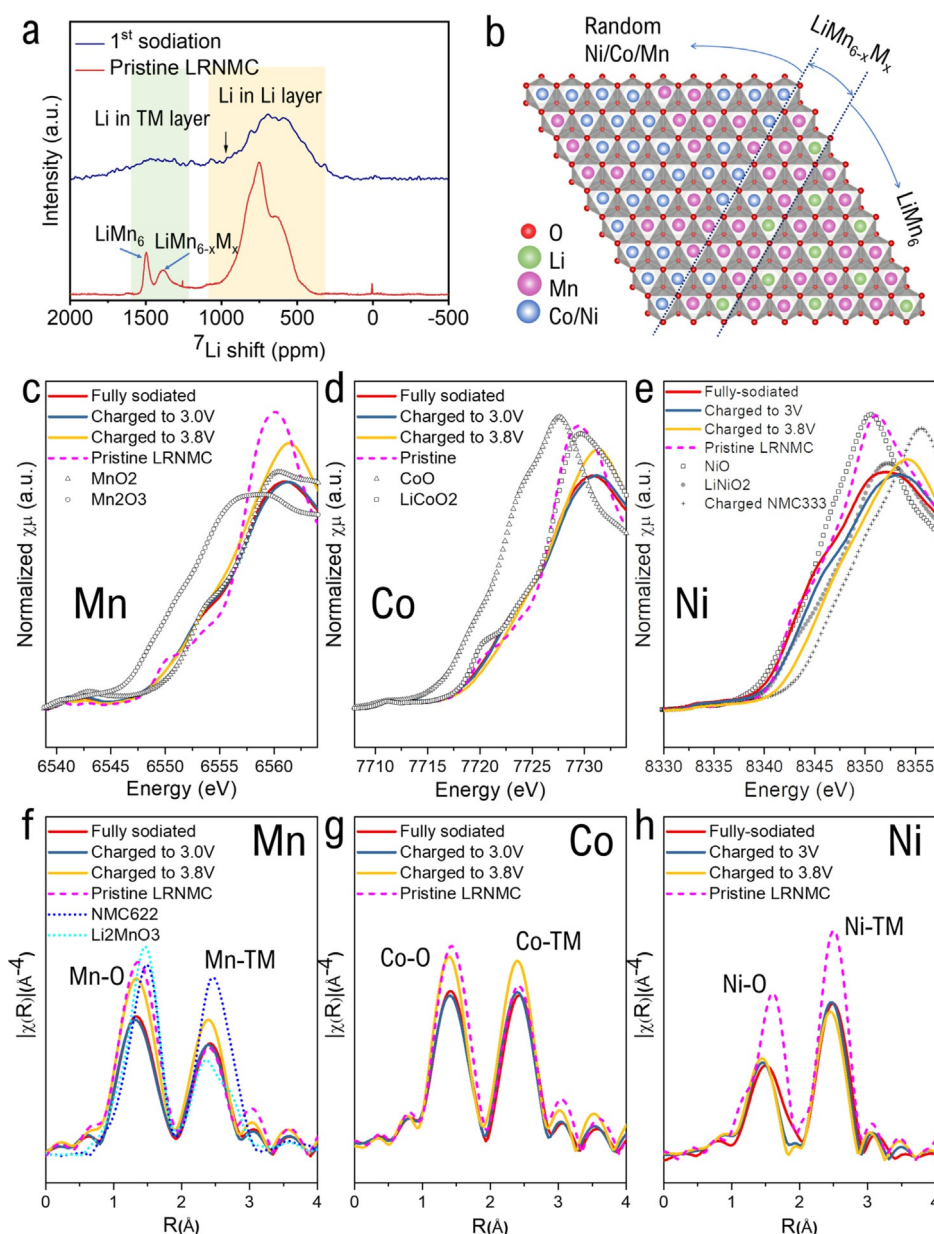 a
1st sodiation
Pristine LRNMC
Li in Li layer
Li in TM layer
LiMn6
LiMn6-xMx
Intensity (a.u.)
2000 1500 1000 500 0 -500
7Li shift (ppm)
b
Random
Ni/Co/Mn
LiMn6-xMx
LiMn6
O
Li
Mn
Co/Ni
c
Fully sodiated
Charged to 3.0V
Charged to 3.8V
Pristine LRNMC
MnO2
Mn2O3
Mn
Normalized χμ (a.u.)
6540 6545 6550 6555 6560
Energy (eV)
d
Fully sodiated
Charged to 3.0V
Charged to 3.8V
Pristine
CoO
LiCoO2
Co
Normalized χμ (a.u.)
7710 7715 7720 7725 7730
Energy (eV)
e
Fully-sodiated
Charged to 3V
Charged to 3.8V
Pristine LRNMC
NiO
LiNiO2
Charged NMC333
Ni
Normalized χμ (a.u.)
8330 8335 8340 8345 8350 8355
Energy (eV)
f
Fully sodiated
Charged to 3.0V
Charged to 3.8V
Pristine LRNMC
NMC622
Li2MnO3
Mn
Mn-O
Mn-TM
|χ(R)|(Å-4)
0 1 2 3 4
R(Å)
g
Fully sodiated
Charged to 3.0V
Charged to 3.8V
Pristine LRNMC
Co
Co-O
Co-TM
|χ(R)|(Å-4)
0 1 2 3 4
R(Å)
h
Fully-sodiated
Charged to 3V
Charged to 3.8V
Pristine LRNMC
Ni
Ni-TM
Ni-O
|χ(R)|(Å-4)
0 1 2 3 4
R(Å)